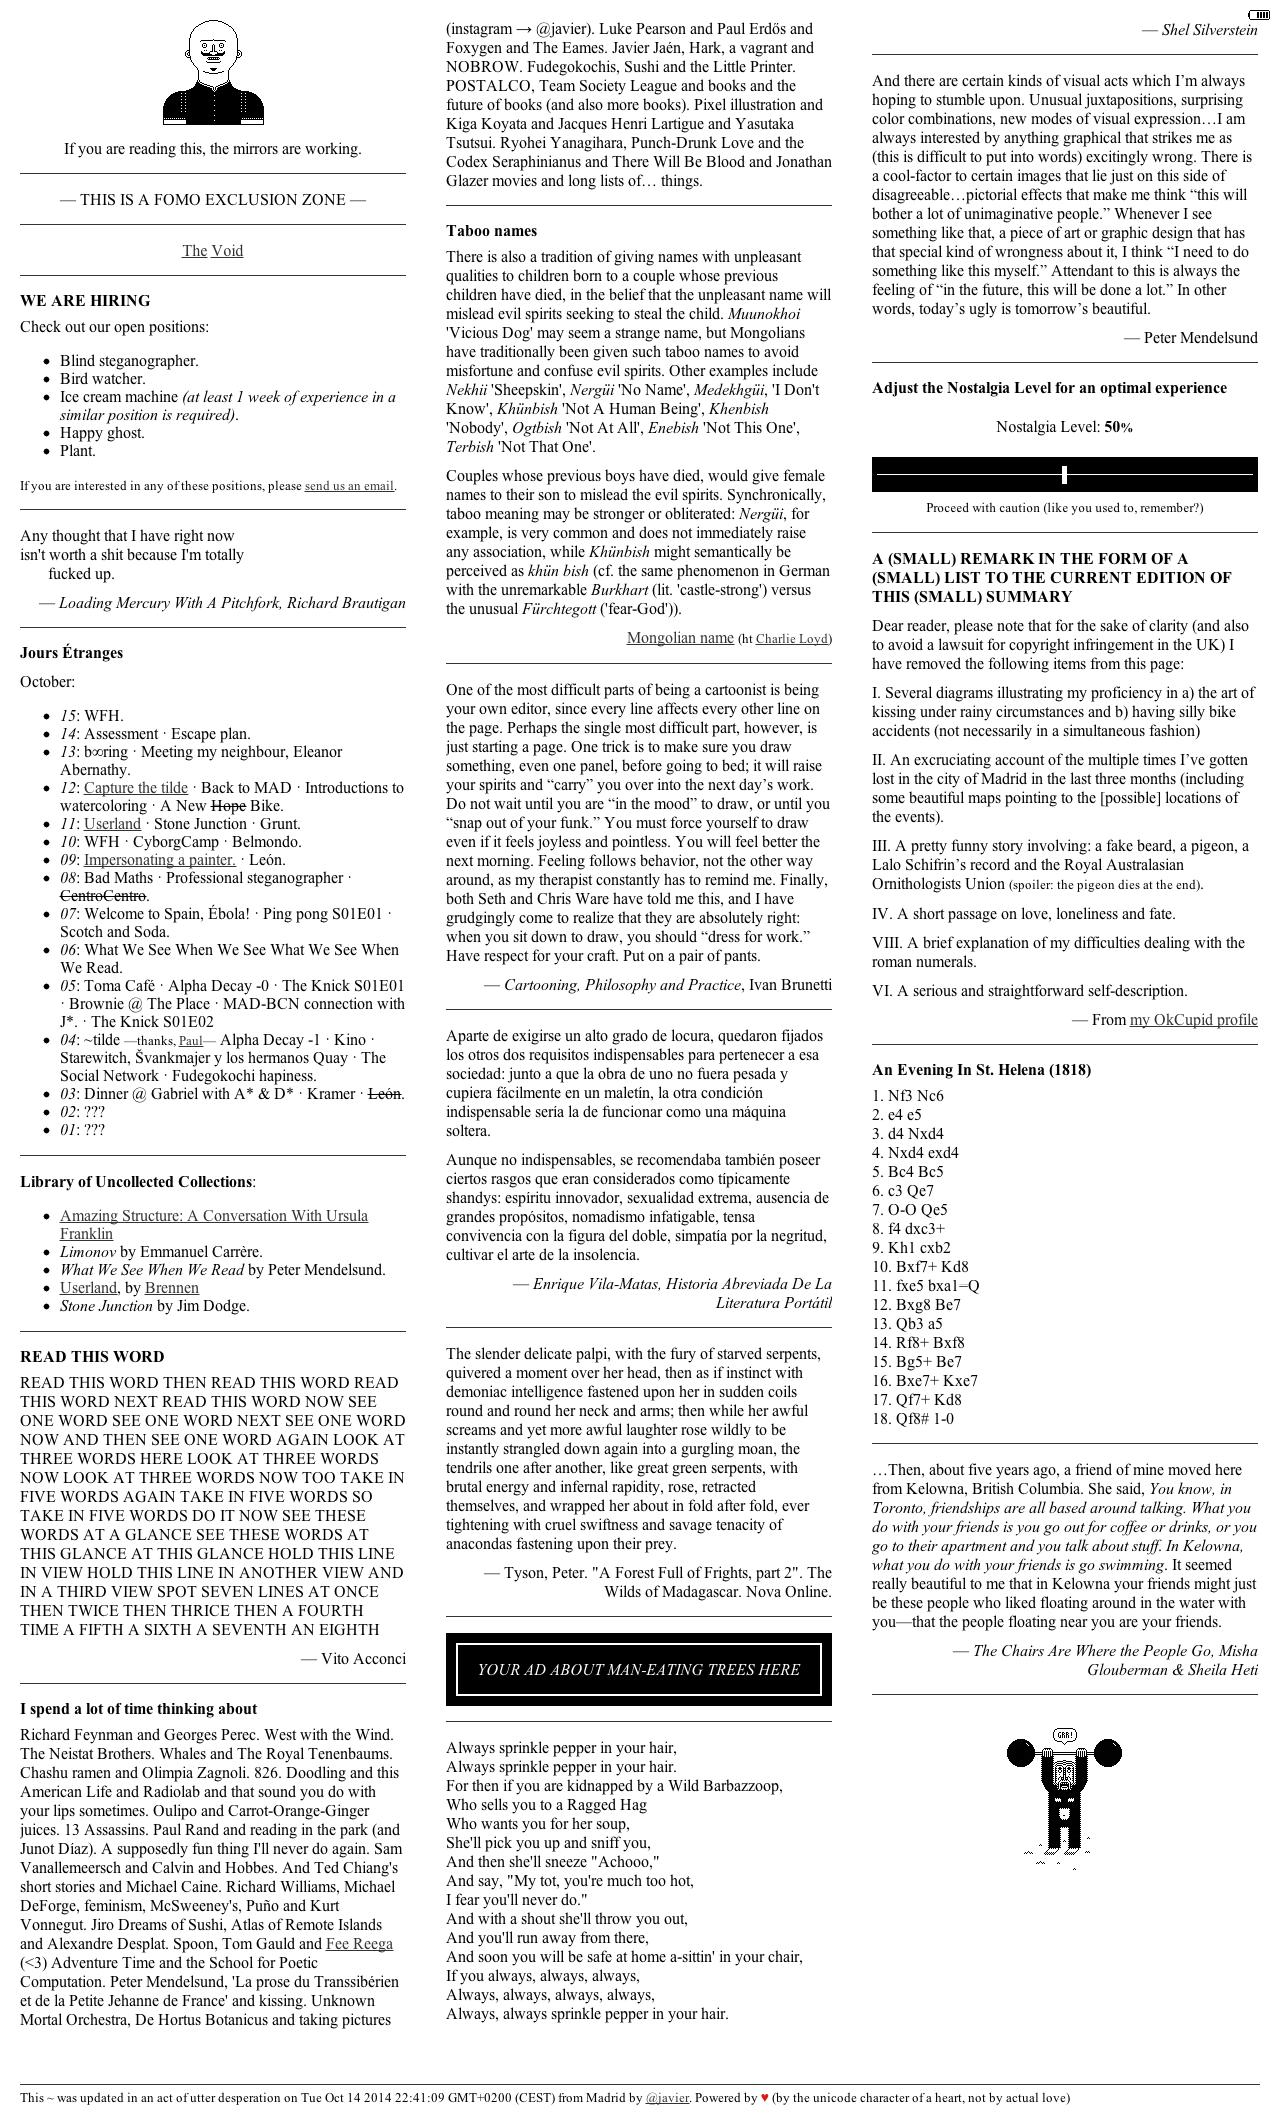 If you are reading this, the mirrors are working.
— THIS IS A FOMO EXCLUSION ZONE —
The Void
WE ARE HIRING
Check out our open positions:
Blind steganographer.
Bird watcher.
Ice cream machine (at least 1 week of experience in a
similar position is required).
Happy ghost.
Plant.
If you are interested in any of these positions, please send us an email.
Any thought that I have right now
isn't worth a shit because I'm totally
fucked up.
— Loading Mercury With A Pitchfork, Richard Brautigan
Jours Étranges
October:
15: WFH.
14: Assessment · Escape plan.
13: b∞ring · Meeting my neighbour, Eleanor
Abernathy.
12: Capture the tilde · Back to MAD · Introductions to
watercoloring · A New Hope Bike.
11: Userland · Stone Junction · Grunt.
10: WFH · CyborgCamp · Belmondo.
09: Impersonating a painter. · León.
08: Bad Maths · Professional steganographer ·
CentroCentro.
07: Welcome to Spain, Ébola! · Ping pong S01E01 ·
Scotch and Soda.
06: What We See When We See What We See When
We Read.
05: Toma Café · Alpha Decay -0 · The Knick S01E01
· Brownie @ The Place · MAD-BCN connection with
J*. · The Knick S01E02
04: ~tilde —thanks, Paul— Alpha Decay -1 · Kino ·
Starewitch, Švankmajer y los hermanos Quay · The
Social Network · Fudegokochi hapiness.
03: Dinner @ Gabriel with A* & D* · Kramer · León.
02: ???
01: ???
Library of Uncollected Collections:
Amazing Structure: A Conversation With Ursula
Franklin
Limonov by Emmanuel Carrère.
What We See When We Read by Peter Mendelsund.
Userland, by Brennen
Stone Junction by Jim Dodge.
READ THIS WORD
READ THIS WORD THEN READ THIS WORD READ
THIS WORD NEXT READ THIS WORD NOW SEE
ONE WORD SEE ONE WORD NEXT SEE ONE WORD
NOW AND THEN SEE ONE WORD AGAIN LOOK AT
THREE WORDS HERE LOOK AT THREE WORDS
NOW LOOK AT THREE WORDS NOW TOO TAKE IN
FIVE WORDS AGAIN TAKE IN FIVE WORDS SO
TAKE IN FIVE WORDS DO IT NOW SEE THESE
WORDS AT A GLANCE SEE THESE WORDS AT
THIS GLANCE AT THIS GLANCE HOLD THIS LINE
IN VIEW HOLD THIS LINE IN ANOTHER VIEW AND
IN A THIRD VIEW SPOT SEVEN LINES AT ONCE
THEN TWICE THEN THRICE THEN A FOURTH
TIME A FIFTH A SIXTH A SEVENTH AN EIGHTH
— Vito Acconci
I spend a lot of time thinking about
Richard Feynman and Georges Perec. West with the Wind.
The Neistat Brothers. Whales and The Royal Tenenbaums.
Chashu ramen and Olimpia Zagnoli. 826. Doodling and this
American Life and Radiolab and that sound you do with
your lips sometimes. Oulipo and Carrot-Orange-Ginger
juices. 13 Assassins. Paul Rand and reading in the park (and
Junot Díaz). A supposedly fun thing I'll never do again. Sam
Vanallemeersch and Calvin and Hobbes. And Ted Chiang's
short stories and Michael Caine. Richard Williams, Michael
DeForge, feminism, McSweeney's, Puño and Kurt
Vonnegut. Jiro Dreams of Sushi, Atlas of Remote Islands
and Alexandre Desplat. Spoon, Tom Gauld and Fee Reega
(<3) Adventure Time and the School for Poetic
Computation. Peter Mendelsund, 'La prose du Transsibérien
et de la Petite Jehanne de France' and kissing. Unknown
Mortal Orchestra, De Hortus Botanicus and taking pictures
(instagram → @javier). Luke Pearson and Paul Erdös and
Foxygen and The Eames. Javier Jaén, Hark, a vagrant and
NOBROW. Fudegokochis, Sushi and the Little Printer.
POSTALCO, Team Society League and books and the
future of books (and also more books). Pixel illustration and
Kiga Koyata and Jacques Henri Lartigue and Yasutaka
Tsutsui. Ryohei Yanagihara, Punch-Drunk Love and the
Codex Seraphinianus and There Will Be Blood and Jonathan
Glazer movies and long lists of… things.
Taboo names
There is also a tradition of giving names with unpleasant
qualities to children born to a couple whose previous
children have died, in the belief that the unpleasant name will
mislead evil spirits seeking to steal the child. Muunokhoi
'Vicious Dog' may seem a strange name, but Mongolians
have traditionally been given such taboo names to avoid
misfortune and confuse evil spirits. Other examples include
Nekhii 'Sheepskin', Nergüi 'No Name', Medekhgüi, 'I Don't
Know', Khünbish 'Not A Human Being', Khenbish
'Nobody', Ogtbish 'Not At All', Enebish 'Not This One',
Terbish 'Not That One'.
Couples whose previous boys have died, would give female
names to their son to mislead the evil spirits. Synchronically,
taboo meaning may be stronger or obliterated: Nergüi, for
example, is very common and does not immediately raise
any association, while Khünbish might semantically be
perceived as khün bish (cf. the same phenomenon in German
with the unremarkable Burkhart (lit. 'castle-strong') versus
the unusual Fürchtegott ('fear-God')).
Mongolian name (ht Charlie Loyd)
One of the most difficult parts of being a cartoonist is being
your own editor, since every line affects every other line on
the page. Perhaps the single most difficult part, however, is
just starting a page. One trick is to make sure you draw
something, even one panel, before going to bed; it will raise
your spirits and “carry” you over into the next day’s work.
Do not wait until you are “in the mood” to draw, or until you
“snap out of your funk.” You must force yourself to draw
even if it feels joyless and pointless. You will feel better the
next morning. Feeling follows behavior, not the other way
around, as my therapist constantly has to remind me. Finally,
both Seth and Chris Ware have told me this, and I have
grudgingly come to realize that they are absolutely right:
when you sit down to draw, you should “dress for work.”
Have respect for your craft. Put on a pair of pants.
— Cartooning, Philosophy and Practice, Ivan Brunetti
Aparte de exigirse un alto grado de locura, quedaron fijados
los otros dos requisitos indispensables para pertenecer a esa
sociedad: junto a que la obra de uno no fuera pesada y
cupiera fácilmente en un maletín, la otra condición
indispensable sería la de funcionar como una máquina
soltera.
Aunque no indispensables, se recomendaba también poseer
ciertos rasgos que eran considerados como típicamente
shandys: espíritu innovador, sexualidad extrema, ausencia de
grandes propósitos, nomadismo infatigable, tensa
convivencia con la figura del doble, simpatía por la negritud,
cultivar el arte de la insolencia.
— Enrique Vila-Matas, Historia Abreviada De La
Literatura Portátil
The slender delicate palpi, with the fury of starved serpents,
quivered a moment over her head, then as if instinct with
demoniac intelligence fastened upon her in sudden coils
round and round her neck and arms; then while her awful
screams and yet more awful laughter rose wildly to be
instantly strangled down again into a gurgling moan, the
tendrils one after another, like great green serpents, with
brutal energy and infernal rapidity, rose, retracted
themselves, and wrapped her about in fold after fold, ever
tightening with cruel swiftness and savage tenacity of
anacondas fastening upon their prey.
— Tyson, Peter. "A Forest Full of Frights, part 2". The
Wilds of Madagascar. Nova Online.
YOUR AD ABOUT MAN-EATING TREES HERE
Always sprinkle pepper in your hair,
Always sprinkle pepper in your hair.
For then if you are kidnapped by a Wild Barbazzoop,
Who sells you to a Ragged Hag
Who wants you for her soup,
She'll pick you up and sniff you,
And then she'll sneeze "Achooo,"
And say, "My tot, you're much too hot,
I fear you'll never do."
And with a shout she'll throw you out,
And you'll run away from there,
And soon you will be safe at home a-sittin' in your chair,
If you always, always, always,
Always, always, always, always,
Always, always sprinkle pepper in your hair.
— Shel Silverstein
And there are certain kinds of visual acts which I’m always
hoping to stumble upon. Unusual juxtapositions, surprising
color combinations, new modes of visual expression…I am
always interested by anything graphical that strikes me as
(this is difficult to put into words) excitingly wrong. There is
a cool-factor to certain images that lie just on this side of
disagreeable…pictorial effects that make me think “this will
bother a lot of unimaginative people.” Whenever I see
something like that, a piece of art or graphic design that has
that special kind of wrongness about it, I think “I need to do
something like this myself.” Attendant to this is always the
feeling of “in the future, this will be done a lot.” In other
words, today’s ugly is tomorrow’s beautiful.
— Peter Mendelsund
Adjust the Nostalgia Level for an optimal experience
Nostalgia Level: 50%
Proceed with caution (like you used to, remember?)
A (SMALL) REMARK IN THE FORM OF A
(SMALL) LIST TO THE CURRENT EDITION OF
THIS (SMALL) SUMMARY
Dear reader, please note that for the sake of clarity (and also
to avoid a lawsuit for copyright infringement in the UK) I
have removed the following items from this page:
I. Several diagrams illustrating my proficiency in a) the art of
kissing under rainy circumstances and b) having silly bike
accidents (not necessarily in a simultaneous fashion)
II. An excruciating account of the multiple times I’ve gotten
lost in the city of Madrid in the last three months (including
some beautiful maps pointing to the [possible] locations of
the events).
III. A pretty funny story involving: a fake beard, a pigeon, a
Lalo Schifrin’s record and the Royal Australasian
Ornithologists Union (spoiler: the pigeon dies at the end).
IV. A short passage on love, loneliness and fate.
VIII. A brief explanation of my difficulties dealing with the
roman numerals.
VI. A serious and straightforward self-description.
— From my OkCupid profile
An Evening In St. Helena (1818)
1. Nf3 Nc6
2. e4 e5
3. d4 Nxd4
4. Nxd4 exd4
5. Bc4 Bc5
6. c3 Qe7
7. O-O Qe5
8. f4 dxc3+
9. Kh1 cxb2
10. Bxf7+ Kd8
11. fxe5 bxa1=Q
12. Bxg8 Be7
13. Qb3 a5
14. Rf8+ Bxf8
15. Bg5+ Be7
16. Bxe7+ Kxe7
17. Qf7+ Kd8
18. Qf8# 1-0
…Then, about five years ago, a friend of mine moved here
from Kelowna, British Columbia. She said, You know, in
Toronto, friendships are all based around talking. What you
do with your friends is you go out for coffee or drinks, or you
go to their apartment and you talk about stuff. In Kelowna,
what you do with your friends is go swimming. It seemed
really beautiful to me that in Kelowna your friends might just
be these people who liked floating around in the water with
you—that the people floating near you are your friends.
— The Chairs Are Where the People Go, Misha
Glouberman & Sheila Heti
GRR!
This ~ was updated in an act of utter desperation on Tue Oct 14 2014 22:41:09 GMT+0200 (CEST) from Madrid by @javier. Powered by ♥ (by the unicode character of a heart, not by actual love)